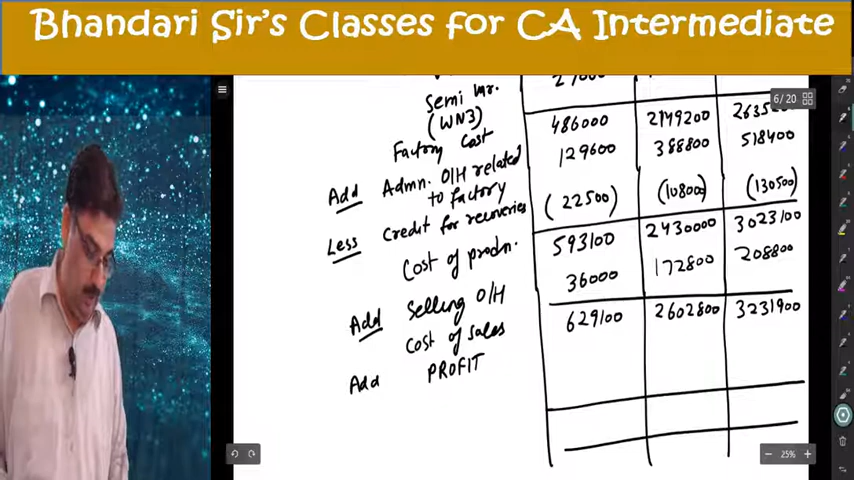 Bhandari Sir's Classes for CA Intermediate
6/20
27000
Semi Mr.
(WN3)
Factory Cost 486000 2149200
Add Admn. O/H related to factory 129600 388800 518400
Less Credit for recoveries (22500) (130500)
Cost of prodn. 593100 2430000 3023100
Add Selling O/H 36000 172800 208800
Cost of sales 629100 2602800 3231900
Add PROFIT
25%